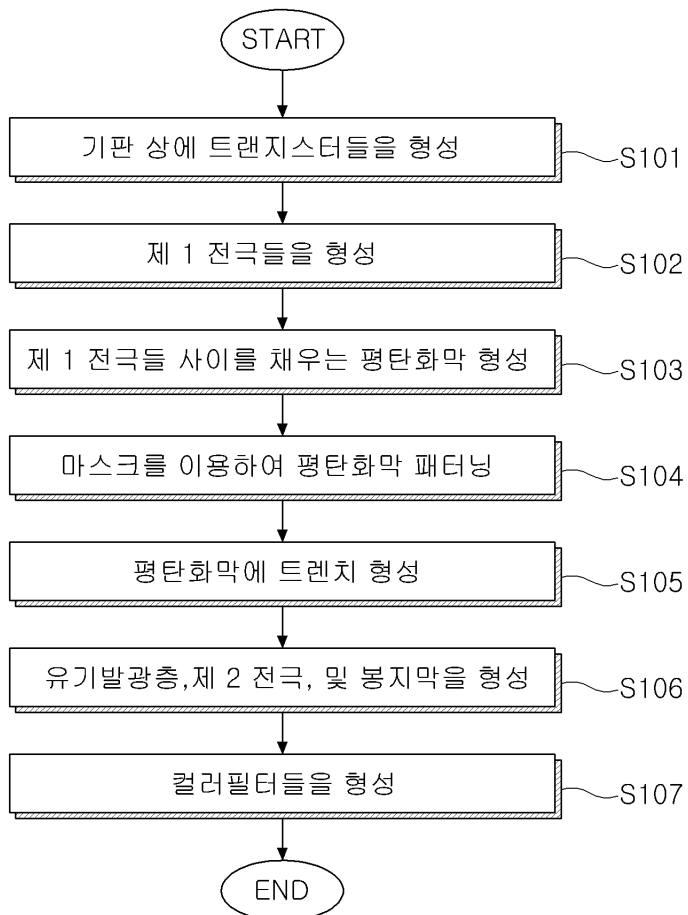 START
기판 상에 트랜지스터들을 형성
S101
제 1 전극들을 형성
S102
제 1 전극들 사이를 채우는 평탄화막 형성
S103
마스크를 이용하여 평탄화막 패터닝
S104
평탄화막에 트렌치 형성
S105
유기발광층,제 2 전극, 및 봉지막을 형성
S106
컬러필터들을 형성
S107
END